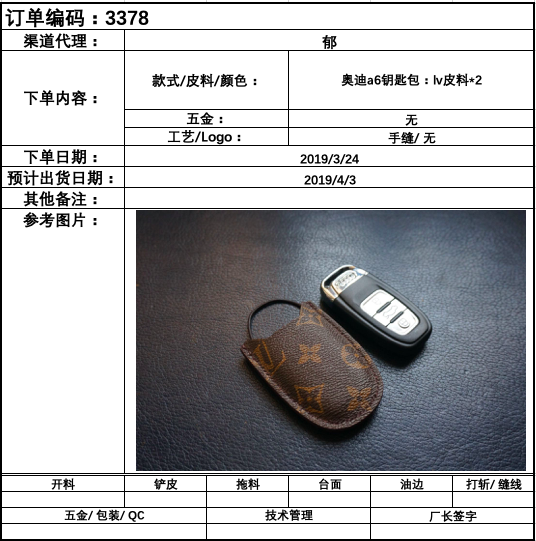 订单编码：3378
渠道代理：
郁
下单内容：
款式/皮料/颜色：
奥迪a6钥匙包：lv皮料*2
五金：
无
工艺/Logo：
手缝/ 无
下单日期：
2019/3/24
预计出货日期：
2019/4/3
其他备注：
参考图片：
开料 铲皮 拖料 台面 油边 打斩/ 缝线
五金/ 包装/ QC 技术管理 厂长签字